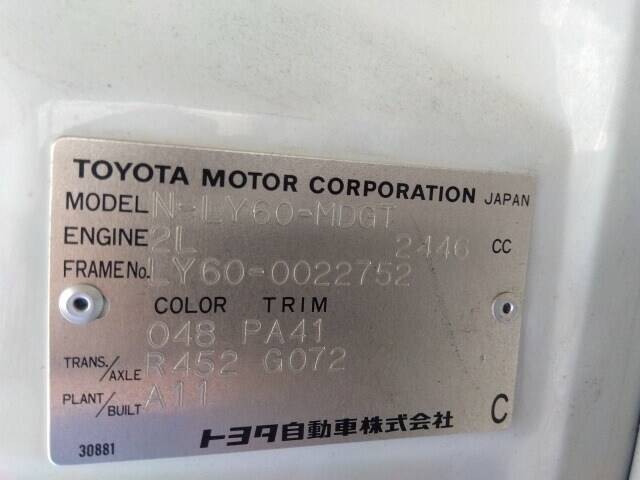 TOYOTA MOTOR CORPORATION JAPAN
MODEL N-LY60-MDGT
ENGINE 2L 2446 CC
FRAME No. LY60-0022752
COLOR TRIM
048 PA41
TRANS./AXLE R452 G072
PLANT/BUILT A11
トヨタ自動車株式会社 C
30881